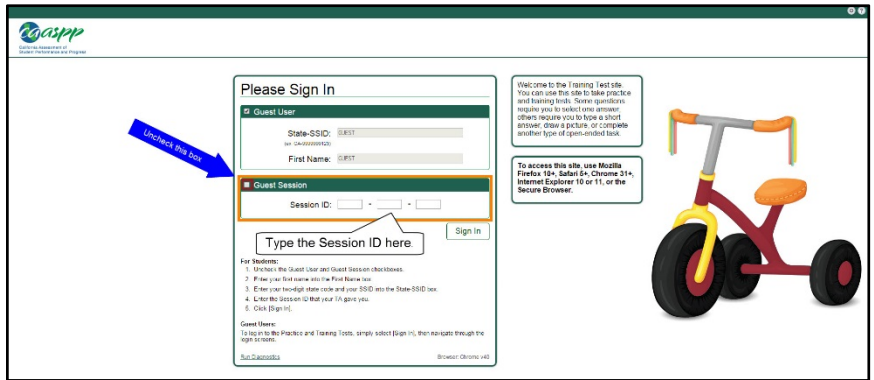 caaspp
California Assessment of
Student Performance and Progress
Please Sign In
Guest User
State-SSID: GUEST
First Name: GUEST
Uncheck this box
Guest Session
Session ID: - -
Type the Session ID here.
Sign In
For Students:
1. Uncheck the Guest User and Guest Session checkboxes.
2. Enter your first name into the First Name box.
3. Enter your two-digit state code and your SSID into the State-SSID box.
4. Enter the Session ID that your TA gave you.
5. Click [Sign In].
Guest Users:
To log in to the Practice and Training Tests, simply select [Sign In], then navigate through the
login screens.
Run Diagnostics
Browser: Chrome v40
Welcome to the Training Test site.
You can use this site to take practice
and training tests. Some questions
require you to select one answer,
others require you to type a short
answer, draw a picture, or complete
another type of open-ended task.
To access this site, use Mozilla
Firefox 10+, Safari 5+, Chrome 31+,
Internet Explorer 10 or 11, or the
Secure Browser.